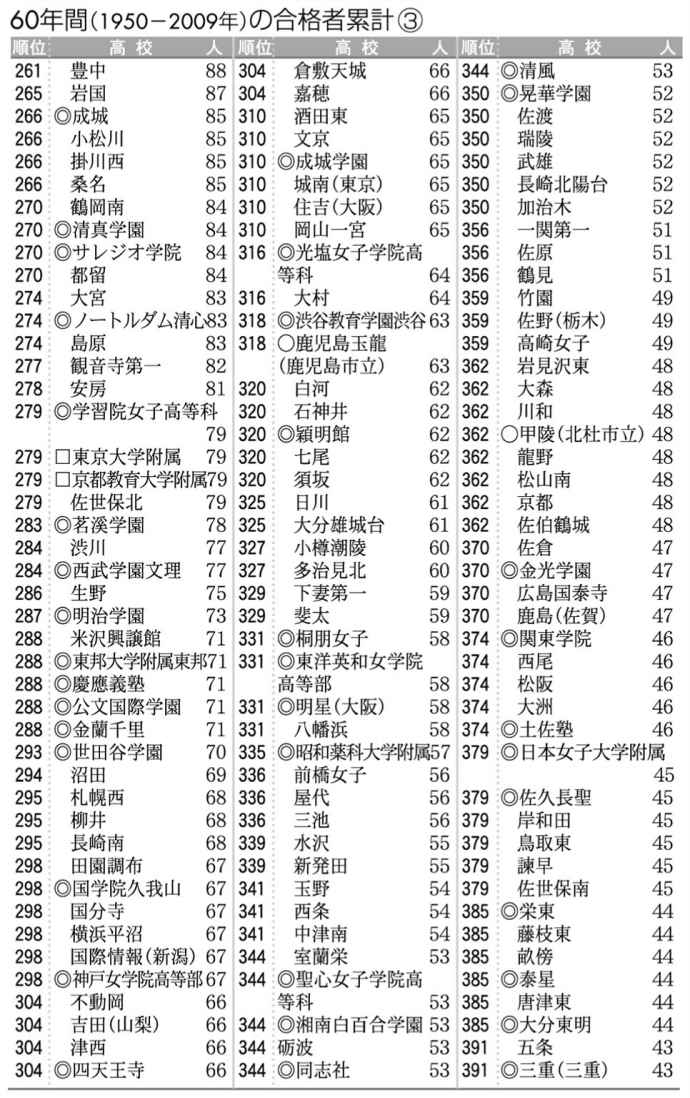 60年間(1950－2009年)の合格者累計③
順位 高校 人
261 豊中 88
265 岩国 87
266 ◎成城 85
266 小松川 85
266 掛川西 85
266 桑名 85
270 鶴岡南 84
270 ◎清真学園 84
270 ◎サレジオ学院 84
270 都留 84
274 大宮 83
274 ◎ノートルダム清心83
274 島原 83
277 観音寺第一 82
278 安房 81
279 ◎学習院女子高等科
79
279 □東京大学附属 79
279 □京都教育大学附属79
279 佐世保北 79
283 ◎茗溪学園 78
284 渋川 77
284 ◎西武学園文理 77
286 生野 75
287 ◎明治学園 73
288 米沢興譲館 71
288 ◎東邦大学附属東邦71
288 ◎慶應義塾 71
288 ◎公文国際学園 71
288 ◎金蘭千里 71
293 ◎世田谷学園 70
294 沼田 69
295 札幌西 68
295 柳井 68
295 長崎南 68
298 田園調布 67
298 ◎国学院久我山 67
298 国分寺 67
298 横浜平沼 67
298 国際情報(新潟) 67
298 ◎神戸女学院高等部67
304 不動岡 66
304 吉田(山梨) 66
304 津西 66
304 ◎四天王寺 66
順位 高校 人
304 倉敷天城 66
304 嘉穂 66
310 酒田東 65
310 文京 65
310 ◎成城学園 65
310 城南(東京) 65
310 住吉(大阪) 65
310 岡山一宮 65
316 ◎光塩女子学院高
等科 64
316 大村 64
318 ◎渋谷教育学園渋谷63
318 ○鹿児島玉龍
(鹿児島市立) 63
320 白河 62
320 石神井 62
320 ◎穎明館 62
320 七尾 62
320 須坂 62
325 日川 61
325 大分雄城台 61
327 小樽潮陵 60
327 多治見北 60
329 下妻第一 59
329 斐太 59
331 ◎桐朋女子 58
331 ◎東洋英和女学院
高等部 58
331 ◎明星(大阪) 58
331 八幡浜 58
335 ◎昭和薬科大学附属57
336 前橋女子 56
336 屋代 56
336 三池 56
339 水沢 55
339 新発田 55
341 玉野 54
341 西条 54
341 中津南 54
344 室蘭栄 53
344 ◎聖心女子学院高
等科 53
344 ◎湘南白百合学園 53
344 砺波 53
344 ◎同志社 53
順位 高校 人
344 ◎清風 53
350 ◎晃華学園 52
350 佐渡 52
350 瑞陵 52
350 武雄 52
350 長崎北陽台 52
350 加治木 52
356 一関第一 51
356 佐原 51
356 鶴見 51
359 竹園 49
359 佐野(栃木) 49
359 高崎女子 49
362 岩見沢東 48
362 大森 48
362 川和 48
362 ○甲陵(北杜市立) 48
362 龍野 48
362 松山南 48
362 京都 48
362 佐伯鶴城 48
370 佐倉 47
370 ◎金光学園 47
370 広島国泰寺 47
370 鹿島(佐賀) 47
374 ◎関東学院 46
374 西尾 46
374 松阪 46
374 大洲 46
374 ◎土佐塾 46
379 ◎日本女子大学附属
45
379 ◎佐久長聖 45
379 岸和田 45
379 鳥取東 45
379 諫早 45
379 佐世保南 45
385 ◎栄東 44
385 藤枝東 44
385 畝傍 44
385 ◎泰星 44
385 唐津東 44
385 ◎大分東明 44
391 五条 43
391 ◎三重(三重) 43